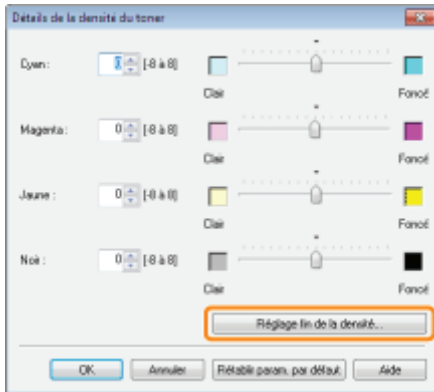 Détails de la densité du toner
Cyan : 0 [-8 à 8]
Clair Foncé
Magenta : 0 [-8 à 8]
Clair Foncé
Jaune : 0 [-8 à 8]
Clair Foncé
Noir : 0 [-8 à 8]
Clair Foncé
Réglage fin de la densité...
OK Annuler Rétablir param. par défaut Aide